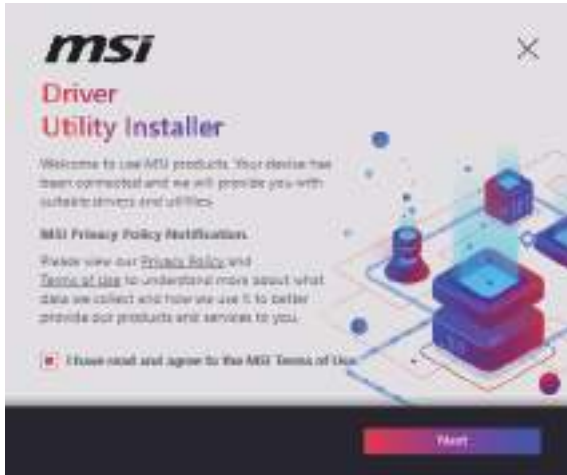 msi
Driver
Utility Installer
Welcome to use MSI products. Your device has
been connected and we will provide you with
suitable drivers and utilities.
MSI Privacy Policy Notification.
Please view our Privacy Policy and
Terms of Use to understand more about what
data we collect and how we use it to better
provide our products and services to you.
I have read and agree to the MSI Terms of Use
Next